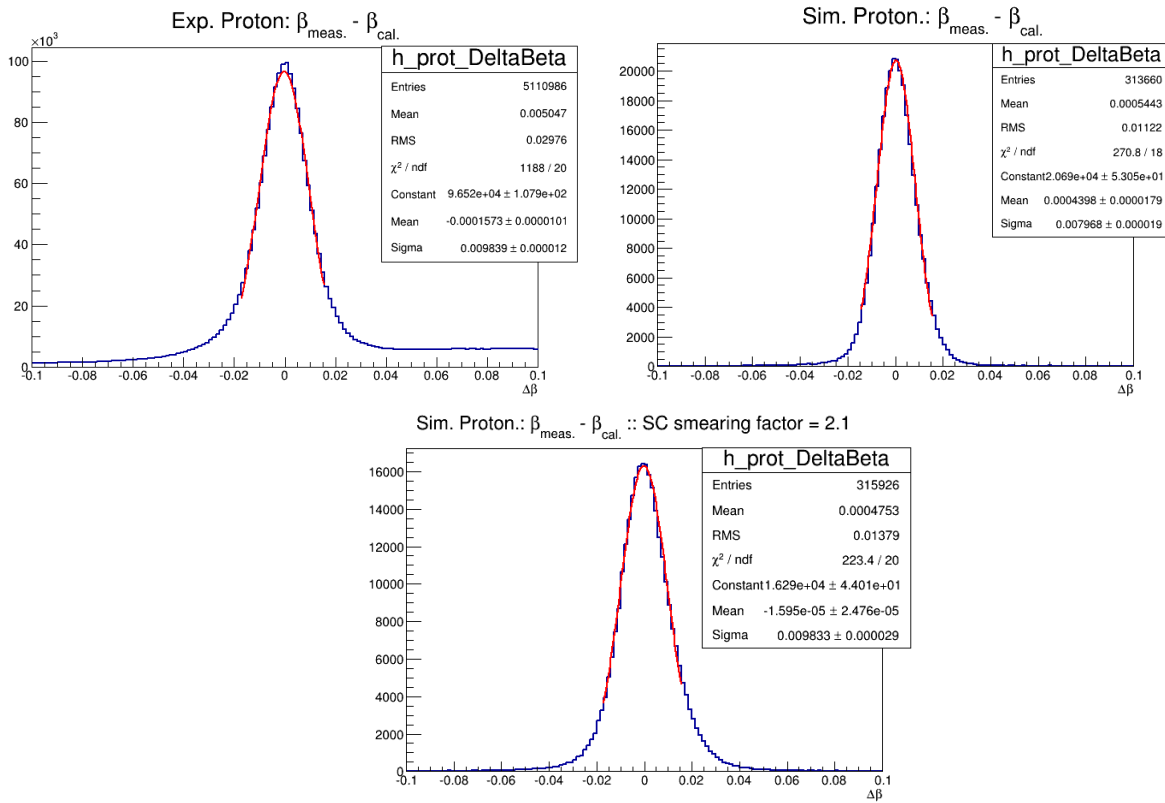 Exp. Proton: β_meas. - β_cal.
×10³
100
80
60
40
20
0
-0.1 -0.08 -0.06 -0.04 -0.02 0 0.02 0.04 0.06 0.08 0.1
Δβ
h_prot_DeltaBeta
Entries 5110986
Mean 0.005047
RMS 0.02976
χ² / ndf 1188 / 20
Constant 9.652e+04 ± 1.079e+02
Mean -0.0001573 ± 0.0000101
Sigma 0.009839 ± 0.000012
Sim. Proton.: β_meas. - β_cal.
20000
18000
16000
14000
12000
10000
8000
6000
4000
2000
0
-0.1 -0.08 -0.06 -0.04 -0.02 0 0.02 0.04 0.06 0.08 0.1
Δβ
h_prot_DeltaBeta
Entries 313660
Mean 0.0005443
RMS 0.01122
χ² / ndf 270.8 / 18
Constant 2.069e+04 ± 5.305e+01
Mean 0.0004398 ± 0.0000179
Sigma 0.007968 ± 0.000019
Sim. Proton.: β_meas. - β_cal. :: SC smearing factor = 2.1
16000
14000
12000
10000
8000
6000
4000
2000
0
-0.1 -0.08 -0.06 -0.04 -0.02 0 0.02 0.04 0.06 0.08 0.1
Δβ
h_prot_DeltaBeta
Entries 315926
Mean 0.0004753
RMS 0.01379
χ² / ndf 223.4 / 20
Constant 1.629e+04 ± 4.401e+01
Mean -1.595e-05 ± 2.476e-05
Sigma 0.009833 ± 0.000029